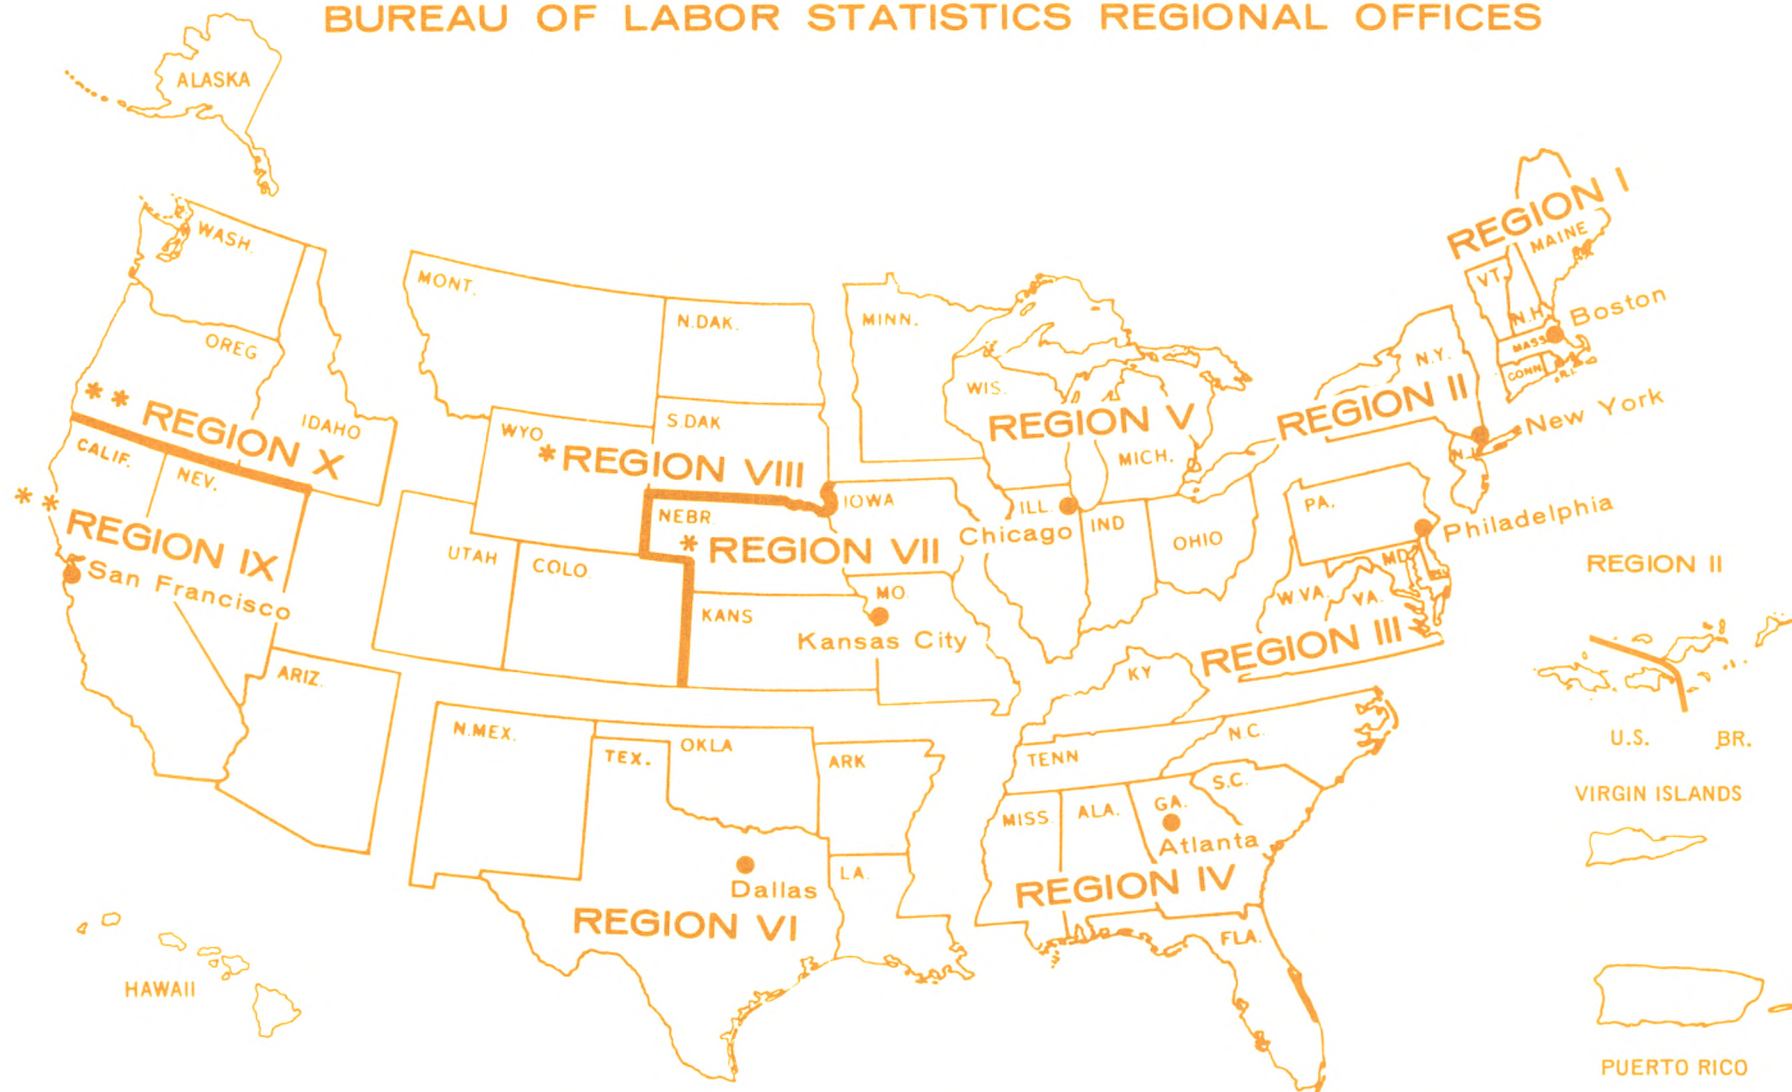 BUREAU OF LABOR STATISTICS REGIONAL OFFICES
ALASKA
REGION I
MAINE
WASH.
VT.
MONT.
N.H.
Boston
N.DAK.
MINN.
OREG
MASS
N.Y.
CONN
R.I.
WIS.
** REGION X
IDAHO
S.DAK
REGION V
REGION II
New York
WYO
CALIF.
*REGION VIII
MICH.
N.J.
NEV.
**
REGION IX
NEBR.
IOWA
ILL.
Chicago
IND
OHIO
PA.
Philadelphia
* REGION VII
UTAH
COLO.
MD.
REGION II
San Francisco
MO.
W.VA.
VA.
KANS
Kansas City
REGION III
ARIZ.
KY
N.MEX.
OKLA
TEX.
ARK
TENN
N.C.
S.C.
U.S.
BR.
VIRGIN ISLANDS
MISS.
ALA.
GA.
Atlanta
Dallas
LA.
REGION IV
REGION VI
FLA.
HAWAII
PUERTO RICO